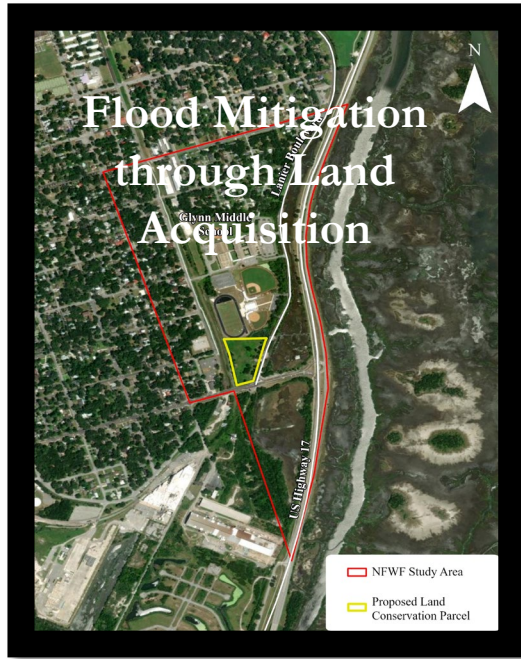 N
Flood Mitigation
through Land
Acquisition
Lanier Boulevard
Glynn Middle
School
US Highway 17
NFWF Study Area
Proposed Land
Conservation Parcel